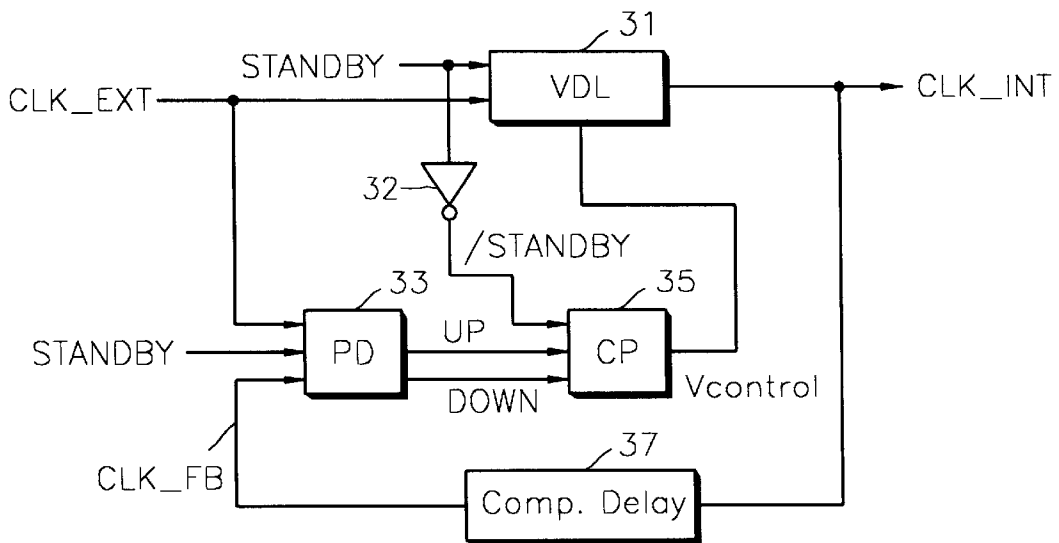 31
STANDBY
VDL
CLK_EXT
CLK_INT
32
/STANDBY
33
35
UP
STANDBY
PD
CP
DOWN
Vcontrol
37
CLK_FB
Comp. Delay